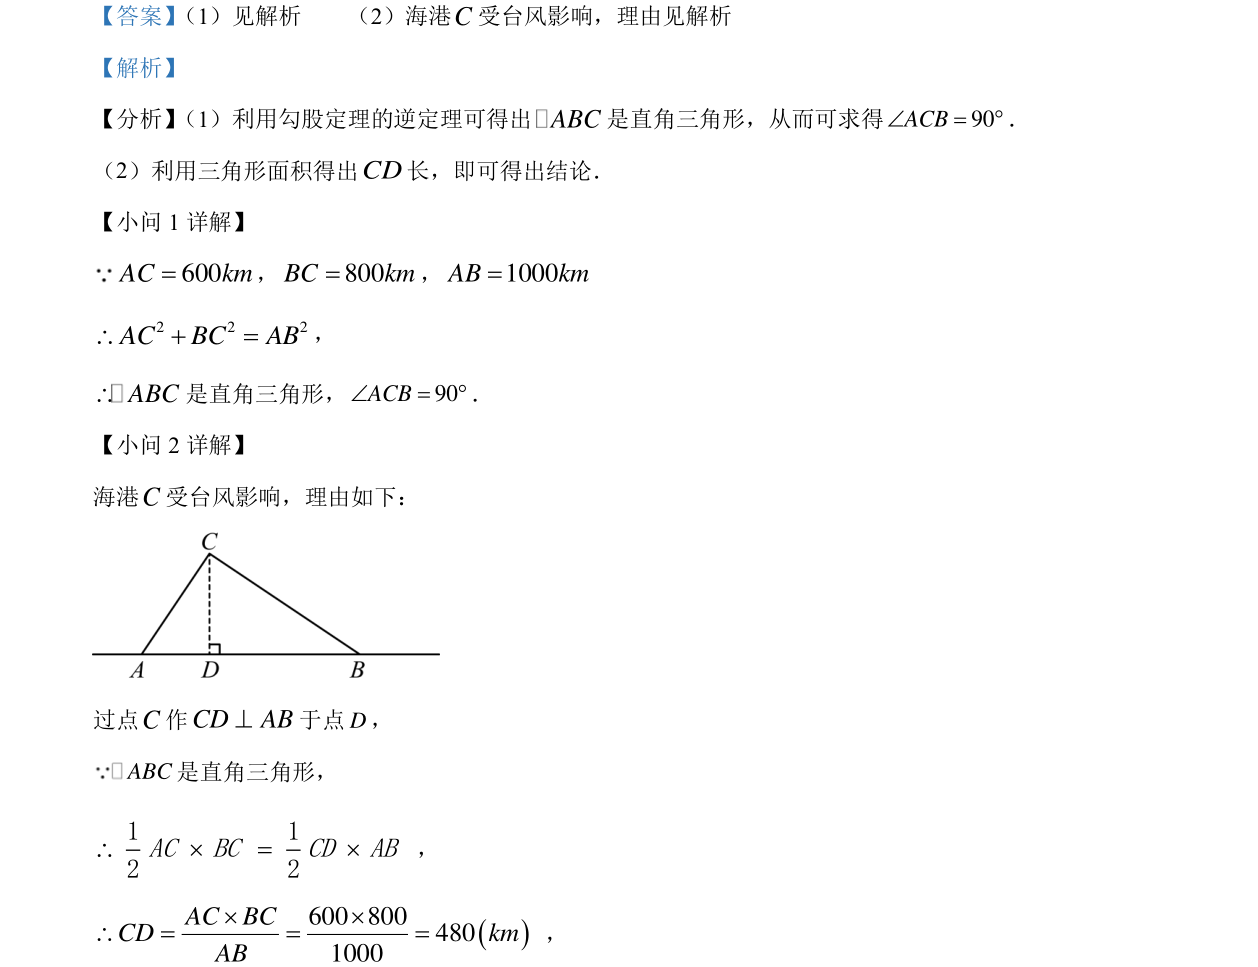 【答案】（1）见解析 （2）海港C受台风影响，理由见解析
【解析】
【分析】（1）利用勾股定理的逆定理可得出□ABC是直角三角形，从而可求得∠ACB=90°．
（2）利用三角形面积得出CD长，即可得出结论．
【小问1详解】
∵AC=600km，BC=800km，AB=1000km
∴AC²+BC²=AB²，
∴□ABC是直角三角形，∠ACB=90°．
【小问2详解】
海港C受台风影响，理由如下：
C
A D B
过点C作CD⊥AB于点D，
∵□ABC是直角三角形，
∴1/2 AC×BC=1/2 CD×AB，
∴CD=AC×BC/AB=600×800/1000=480(km)，